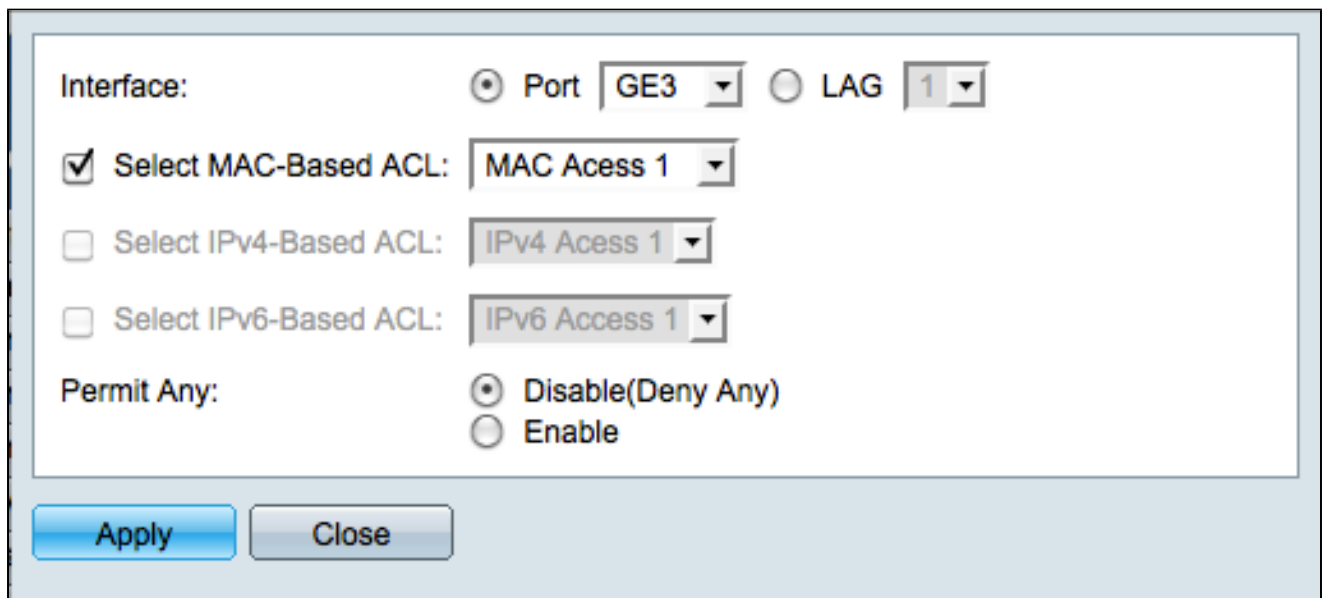 Interface: Port GE3 LAG 1
Select MAC-Based ACL: MAC Acess 1
Select IPv4-Based ACL: IPv4 Acess 1
Select IPv6-Based ACL: IPv6 Access 1
Permit Any: Disable(Deny Any)
Enable
Apply Close